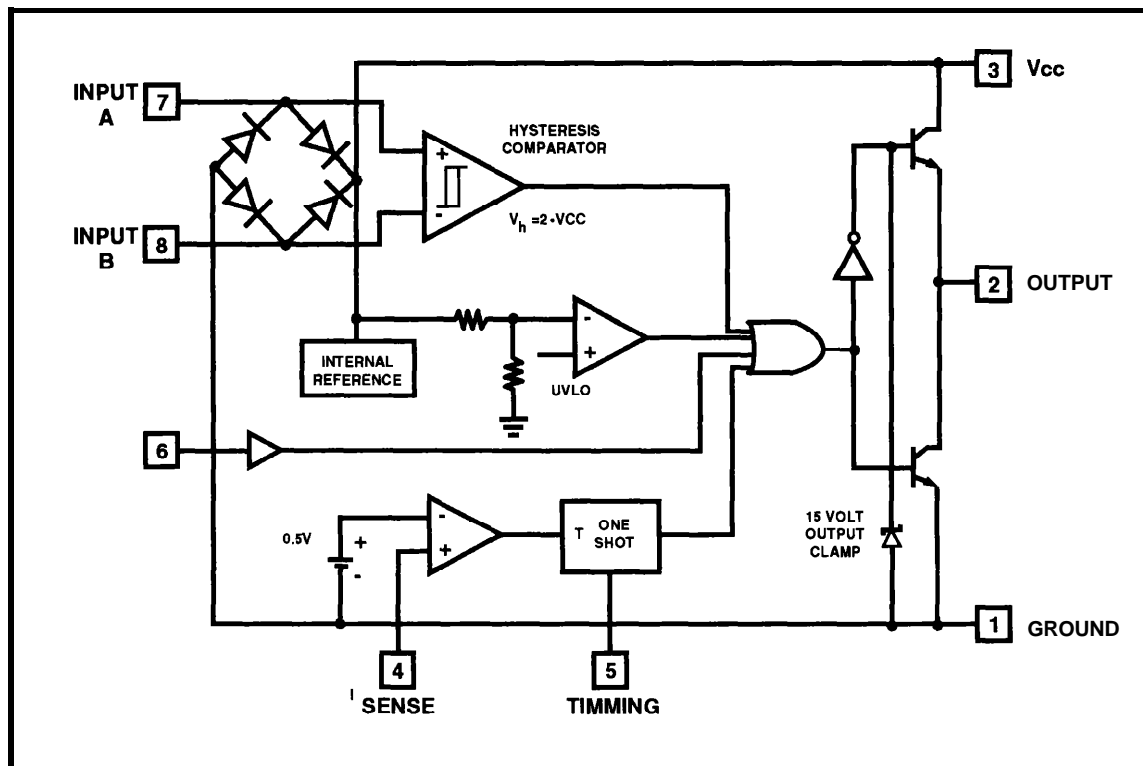 INPUT
A
7
3
Vcc
HYSTERESIS
COMPARATOR
+
-
V h =2•VCC
INPUT
B
8
2
OUTPUT
INTERNAL
REFERENCE
-
+
UVLO
6
0.5V
+
-
-
+
T
ONE
SHOT
15 VOLT
OUTPUT
CLAMP
1
GROUND
4
I SENSE
5
TIMMING